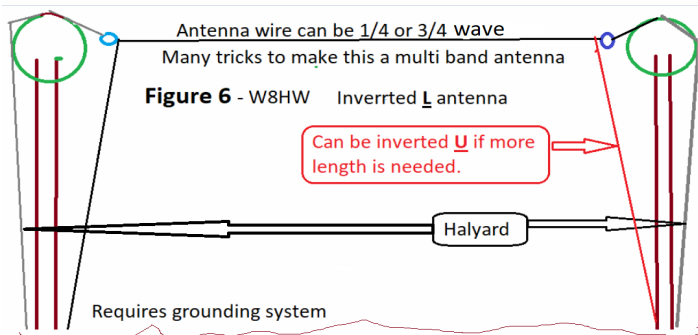 Antenna wire can be 1/4 or 3/4 wave
Many tricks to make this a multi band antenna
Figure 6 - W8HW Inverrted L antenna
Can be inverted U if more
length is needed.
Halyard
Requires grounding system